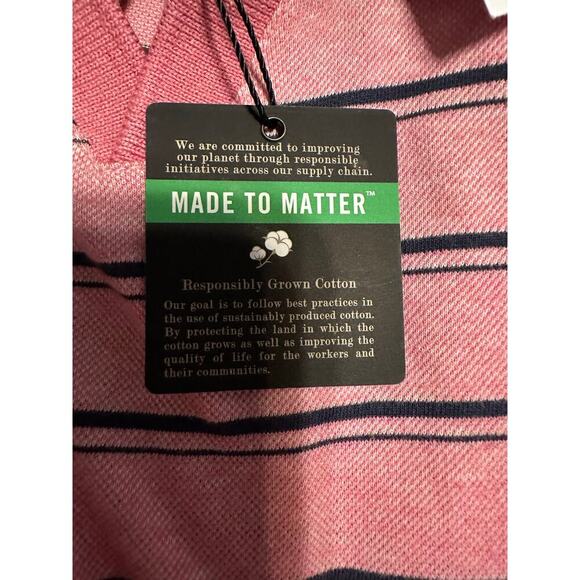 We are committed to improving
our planet through responsible
initiatives across our supply chain.
MADE TO MATTER™
Responsibly Grown Cotton
Our goal is to follow best practices in
the use of sustainably produced cotton.
By protecting the land in which the
cotton grows as well as improving the
quality of life for the workers and
their communities.